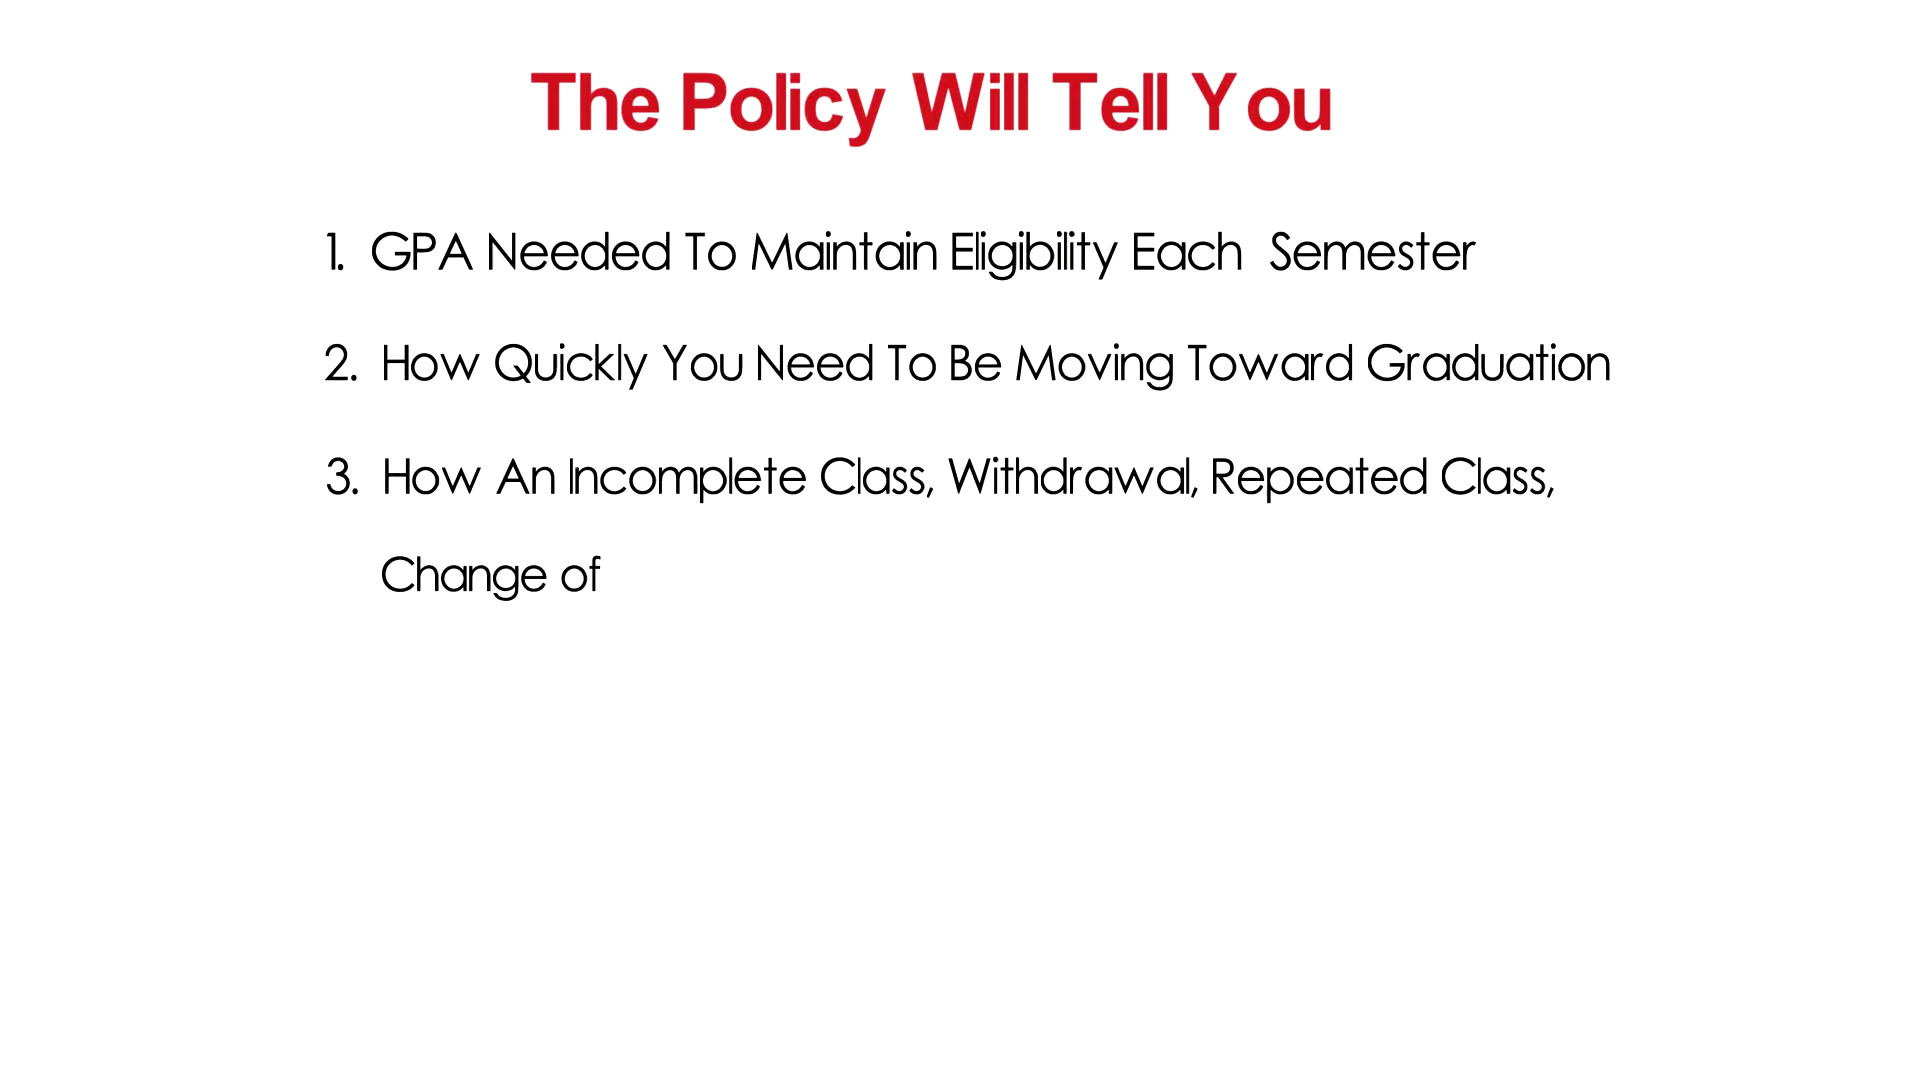 The Policy Will Tell You
1. GPA Needed To Maintain Eligibility Each Semester
2. How Quickly You Need To Be Moving Toward Graduation
3. How An Incomplete Class, Withdrawal, Repeated Class,
Change of